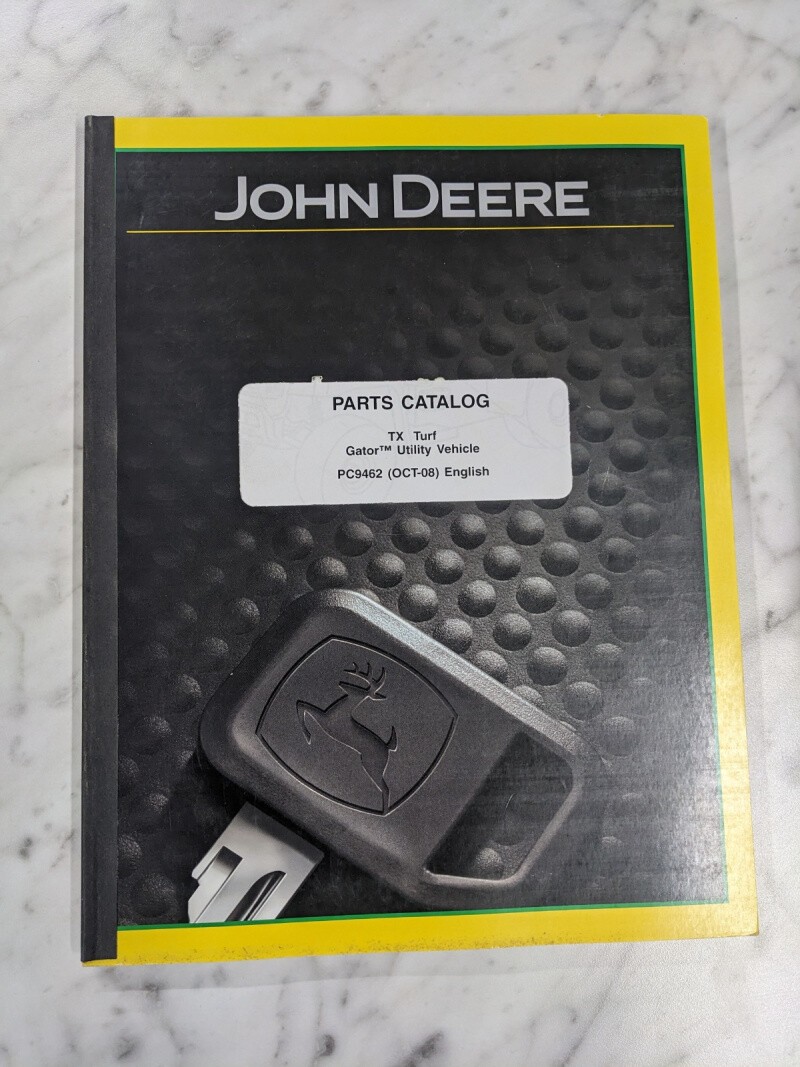 JOHN DEERE
PARTS CATALOG
TX Turf
Gator™ Utility Vehicle
PC9462 (OCT-08) English